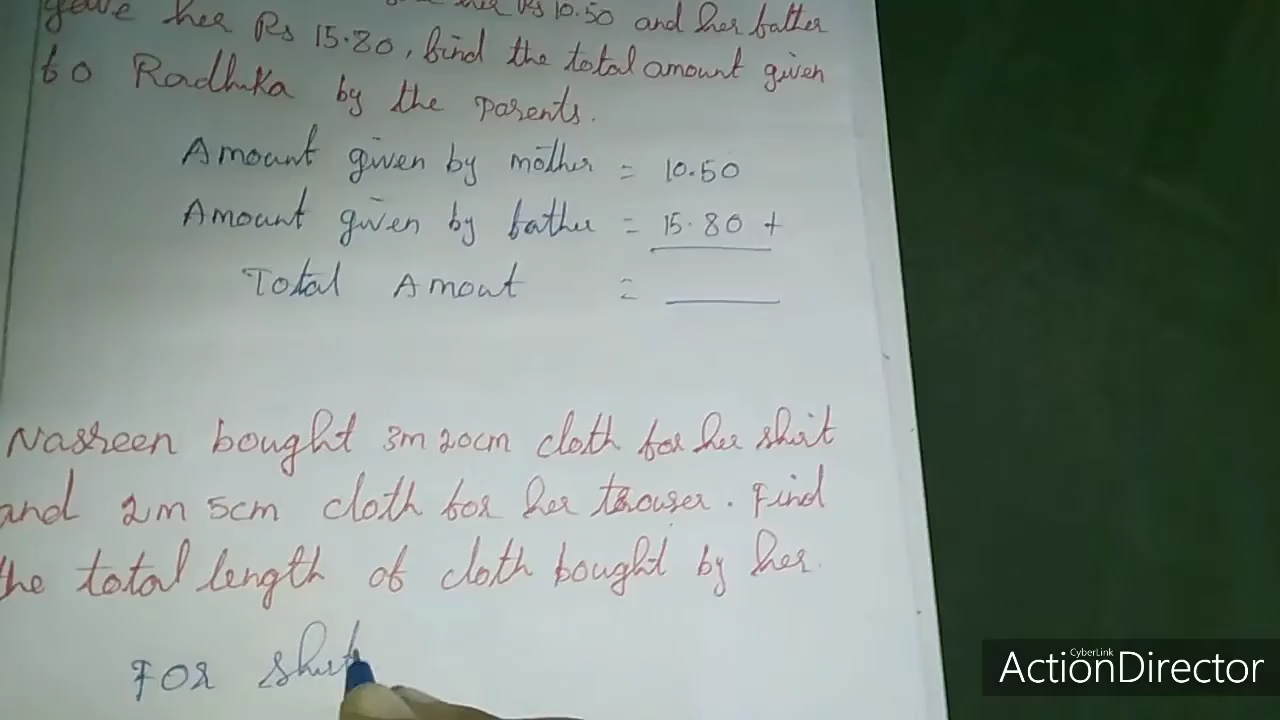 gave her Rs 15.80, find the total amount given
to Radhika by the parents.
Amount given by mother = 10.50
Amount given by father = 15.80 +
Total Amout =
Nasreen bought 3m 20cm cloth for her shirt
and 2m 5cm cloth for her trouser. Find
the total length of cloth bought by her.
For shirt
CyberLink
ActionDirector